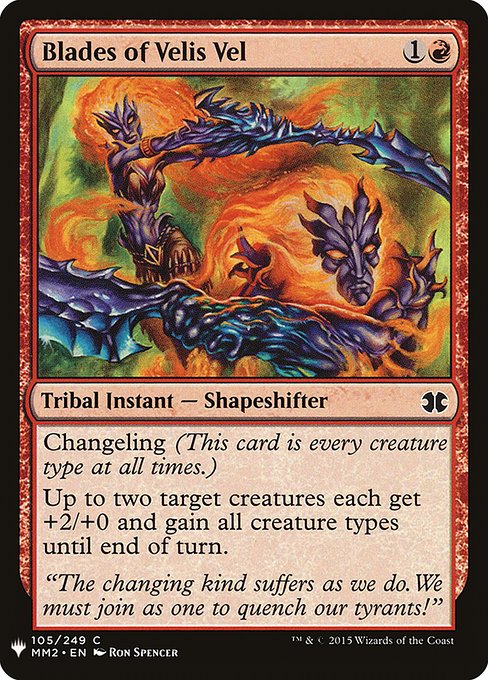 Blades of Velis Vel 1
Tribal Instant — Shapeshifter
Changeling (This card is every creature
type at all times.)
Up to two target creatures each get
+2/+0 and gain all creature types
until end of turn.
“The changing kind suffers as we do. We
must join as one to quench our tyrants!”
105/249 C
MM2 • EN Ron Spencer
™ & © 2015 Wizards of the Coast